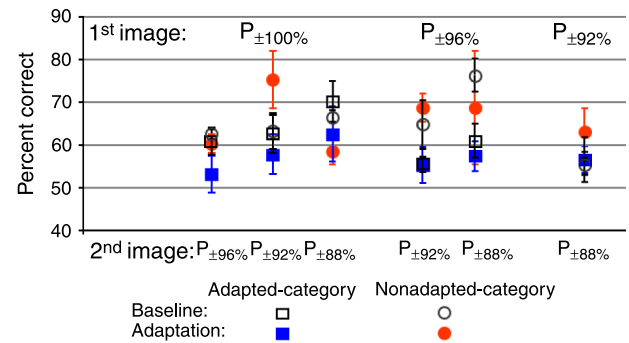 90
1st image: P±100% P±96% P±92%
80
70
60
50
40
Percent correct
2nd image: P±96% P±92% P±88% P±92% P±88% P±88%
Adapted-category Nonadapted-category
Baseline:
Adaptation: